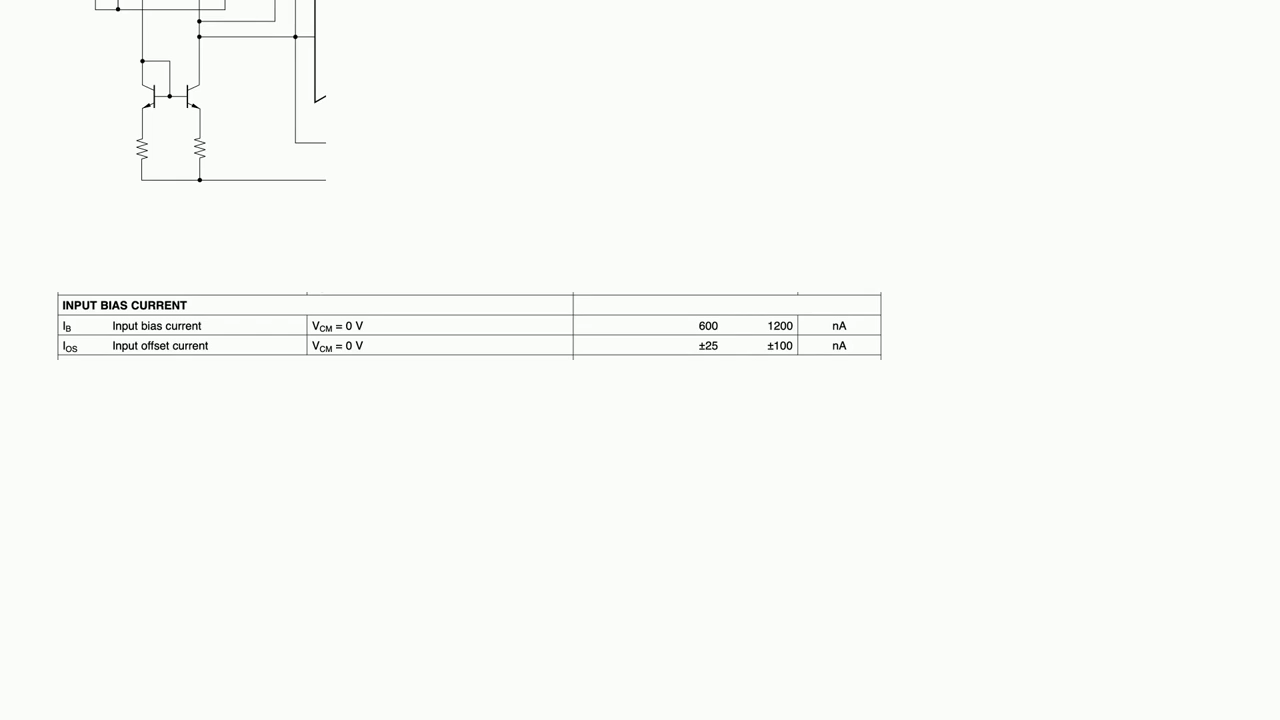 INPUT BIAS CURRENT
IB Input bias current VCM = 0 V 600 1200 nA
IOS Input offset current VCM = 0 V ±25 ±100 nA